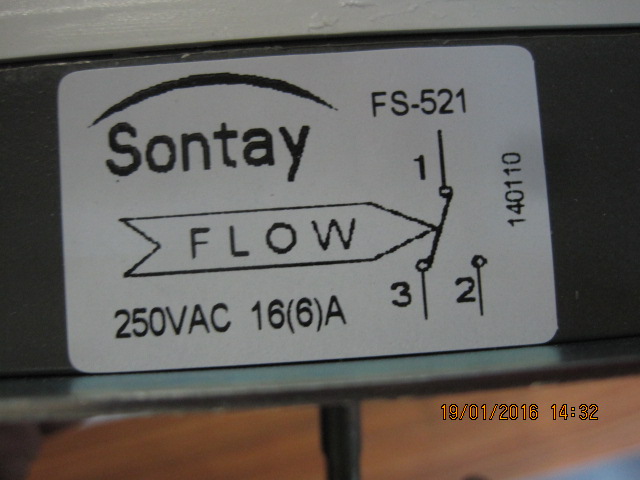 Sontay
FS-521
1
140110
FLOW
3
2
250VAC 16(6)A
19/01/2016 14:32